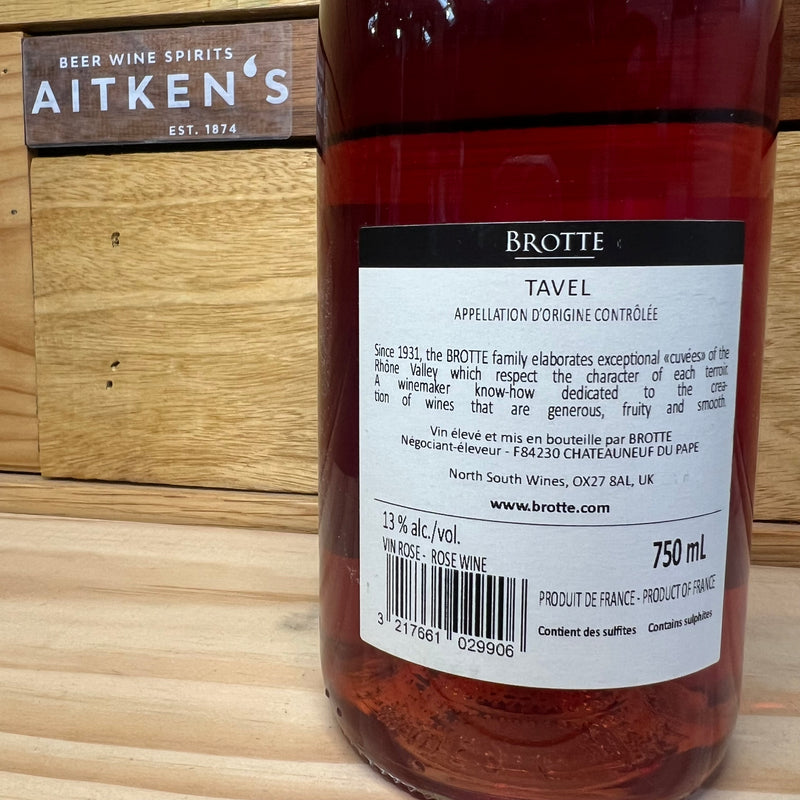 BEER WINE SPIRITS
AITKEN'S
EST. 1874
BROTTE
TAVEL
APPELLATION D'ORIGINE CONTRÔLÉE
Since 1931, the BROTTE family elaborates exceptional «cuvées» of the
Rhône Valley which respect the character of each terroir.
A winemaker know-how dedicated to the crea-
tion of wines that are generous, fruity and smooth.
Vin élevé et mis en bouteille par BROTTE
Négociant-éleveur - F84230 CHATEAUNEUF DU PAPE
North South Wines, OX27 8AL, UK
www.brotte.com
13 % alc./vol.
750 mL
VIN ROSE - ROSE WINE
PRODUIT DE FRANCE - PRODUCT OF FRANCE
Contient des sulfites Contains sulphites
3 217661 029906